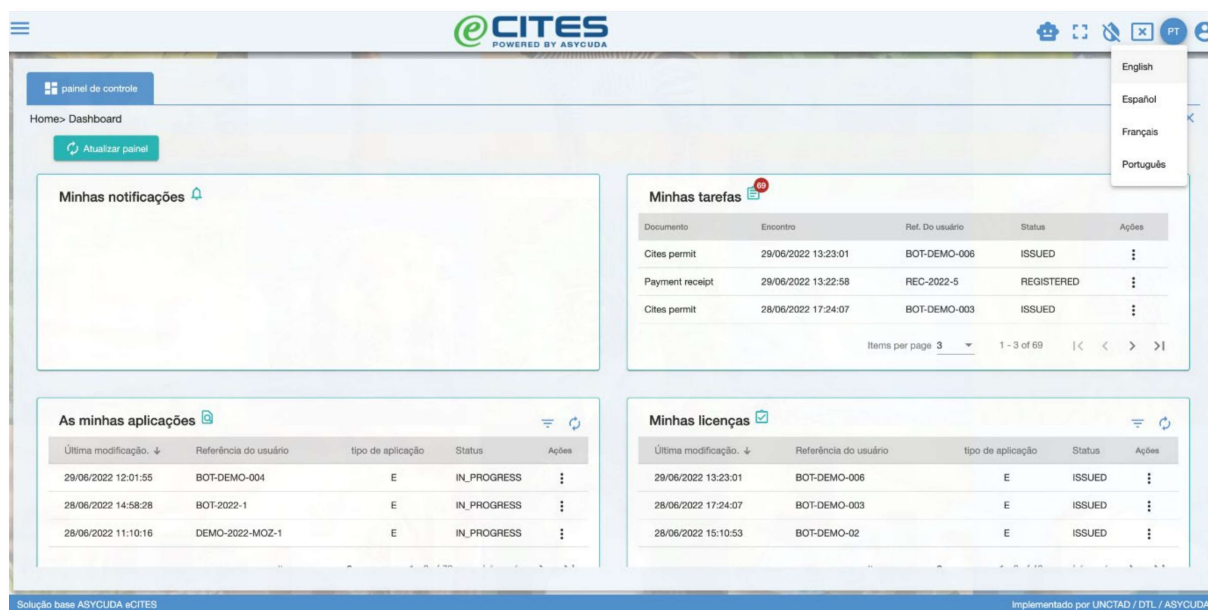 eCITES
POWERED BY ASYCUDA
PT
English
Español
Français
Português
painel de controle
Home> Dashboard
Atualizar painel
Minhas notificações
Minhas tarefas 69
Documento Encontro Ref. Do usuário Status Ações
Cites permit 29/06/2022 13:23:01 BOT-DEMO-006 ISSUED
Payment receipt 29/06/2022 13:22:58 REC-2022-5 REGISTERED
Cites permit 28/06/2022 17:24:07 BOT-DEMO-003 ISSUED
Items per page 3 1 - 3 of 69
As minhas aplicações
Última modificação. Referência do usuário tipo de aplicação Status Ações
29/06/2022 12:01:55 BOT-DEMO-004 E IN_PROGRESS
28/06/2022 14:58:28 BOT-2022-1 E IN_PROGRESS
28/06/2022 11:10:16 DEMO-2022-MOZ-1 E IN_PROGRESS
Minhas licenças
Última modificação. Referência do usuário tipo de aplicação Status Ações
29/06/2022 13:23:01 BOT-DEMO-006 E ISSUED
28/06/2022 17:24:07 BOT-DEMO-003 E ISSUED
28/06/2022 15:10:53 BOT-DEMO-02 E ISSUED
Solução base ASYCUDA eCITES
Implementado por UNCTAD / DTL / ASYCUDA